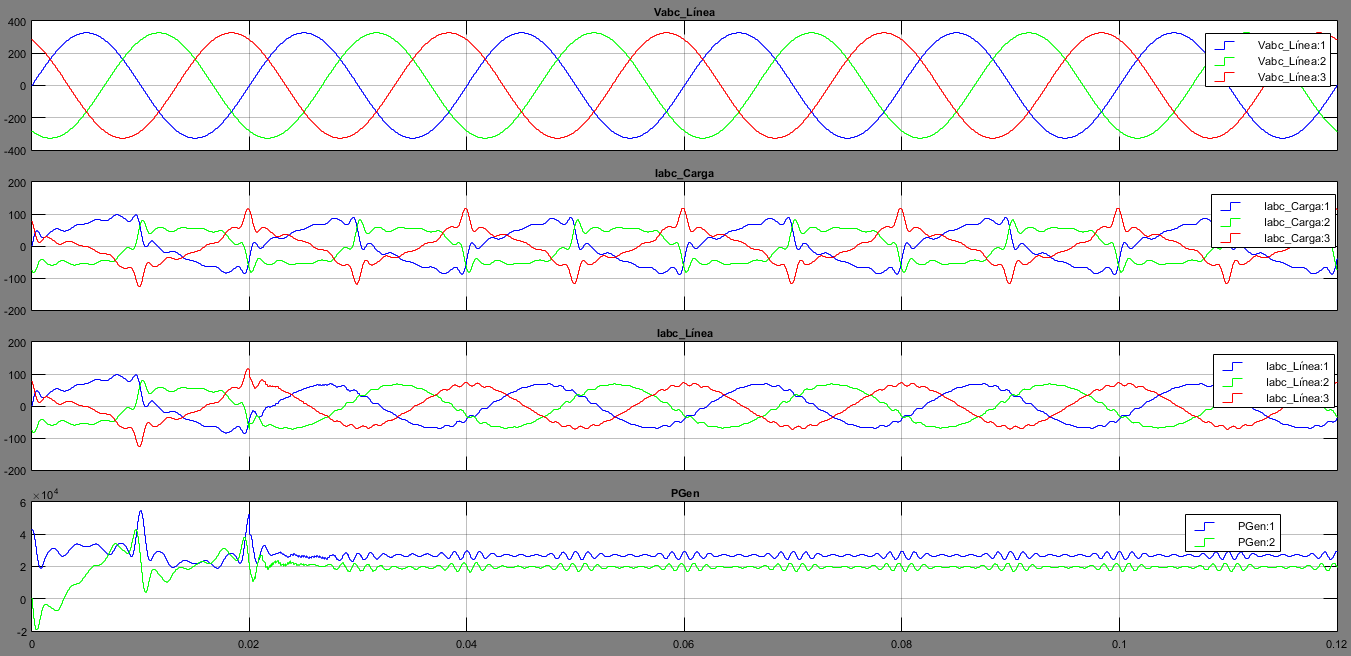 Vabc_Línea
400
200
0
-200
-400
Vabc_Línea:1
Vabc_Línea:2
Vabc_Línea:3
Iabc_Carga
200
100
0
-100
-200
Iabc_Carga:1
Iabc_Carga:2
Iabc_Carga:3
Iabc_Línea
200
100
0
-100
-200
Iabc_Línea:1
Iabc_Línea:2
Iabc_Línea:3
PGen
×10⁴
6
4
2
0
-2
PGen:1
PGen:2
0 0.02 0.04 0.06 0.08 0.1 0.12